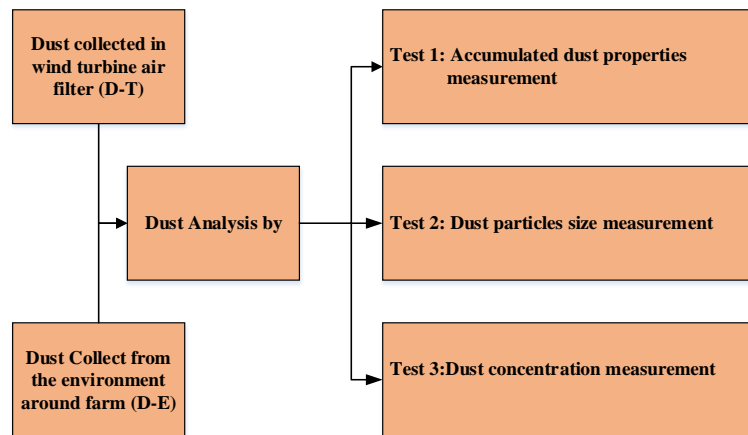 Dust collected in
wind turbine air
filter (D-T)
Dust Collect from
the environment
around farm (D-E)
Dust Analysis by
Test 1: Accumulated dust properties
measurement
Test 2: Dust particles size measurement
Test 3:Dust concentration measurement